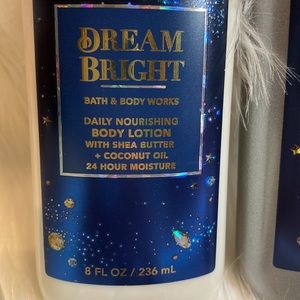 DREAM
BRIGHT
BATH & BODY WORKS
DAILY NOURISHING
BODY LOTION
WITH SHEA BUTTER
+ COCONUT OIL
24 HOUR MOISTURE
8 FL OZ / 236 mL